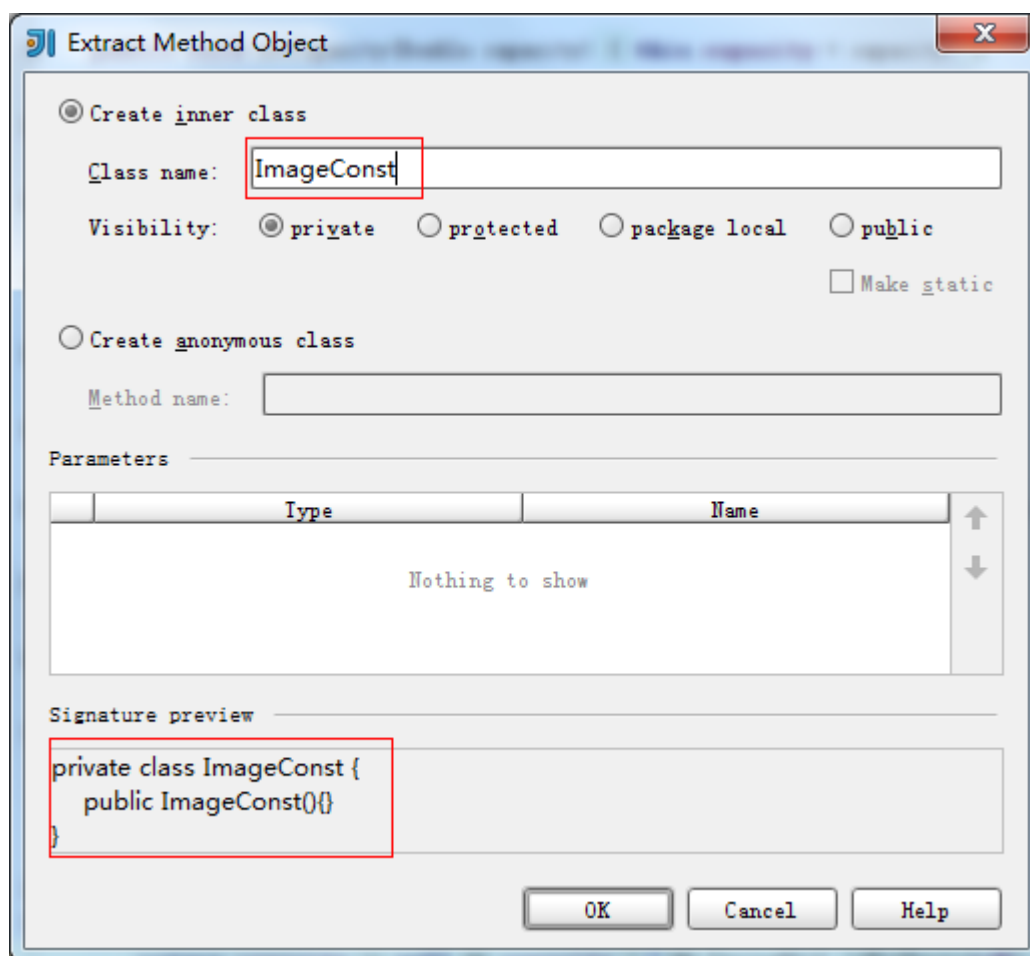 Extract Method Object
Create inner class
Class name: ImageConst
Visibility: private protected package local public
Make static
Create anonymous class
Method name:
Parameters
Type Name
Nothing to show
Signature preview
private class ImageConst {
public ImageConst(){}
}
OK Cancel Help